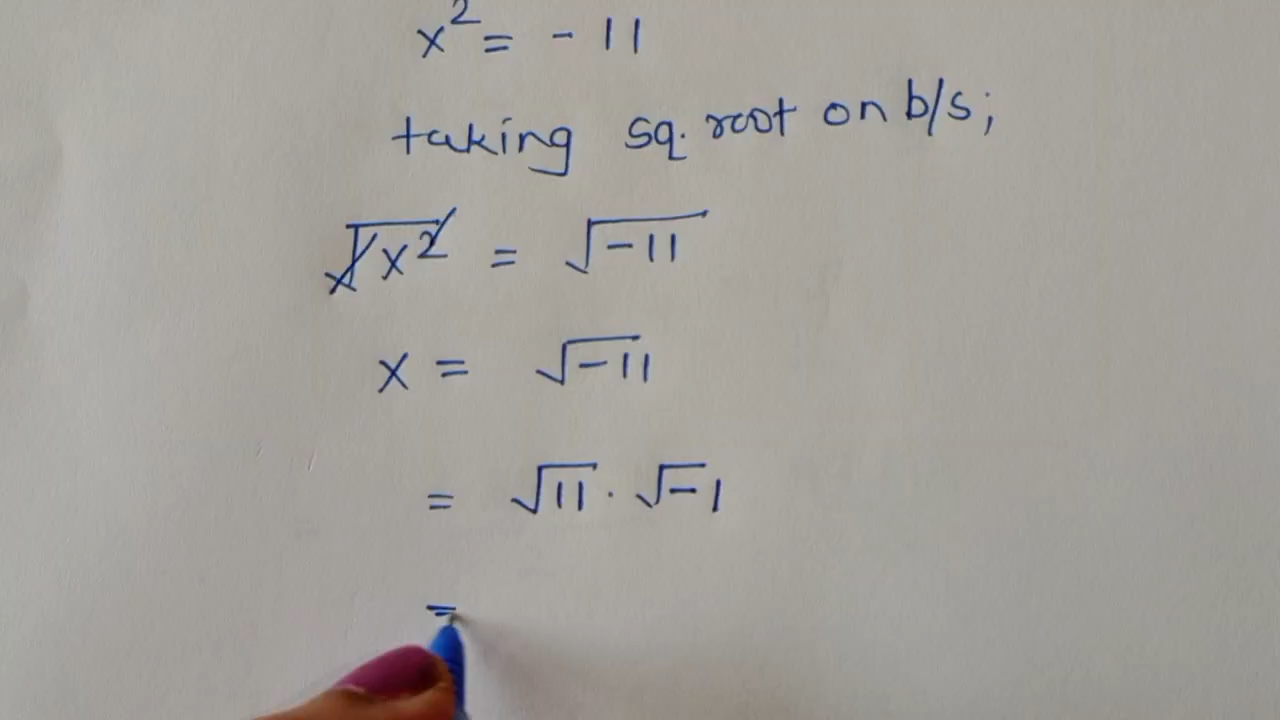 x² = - 11
taking sq. root on b/s;
√x² = √-11
x = √-11
= √11 . √-1
=